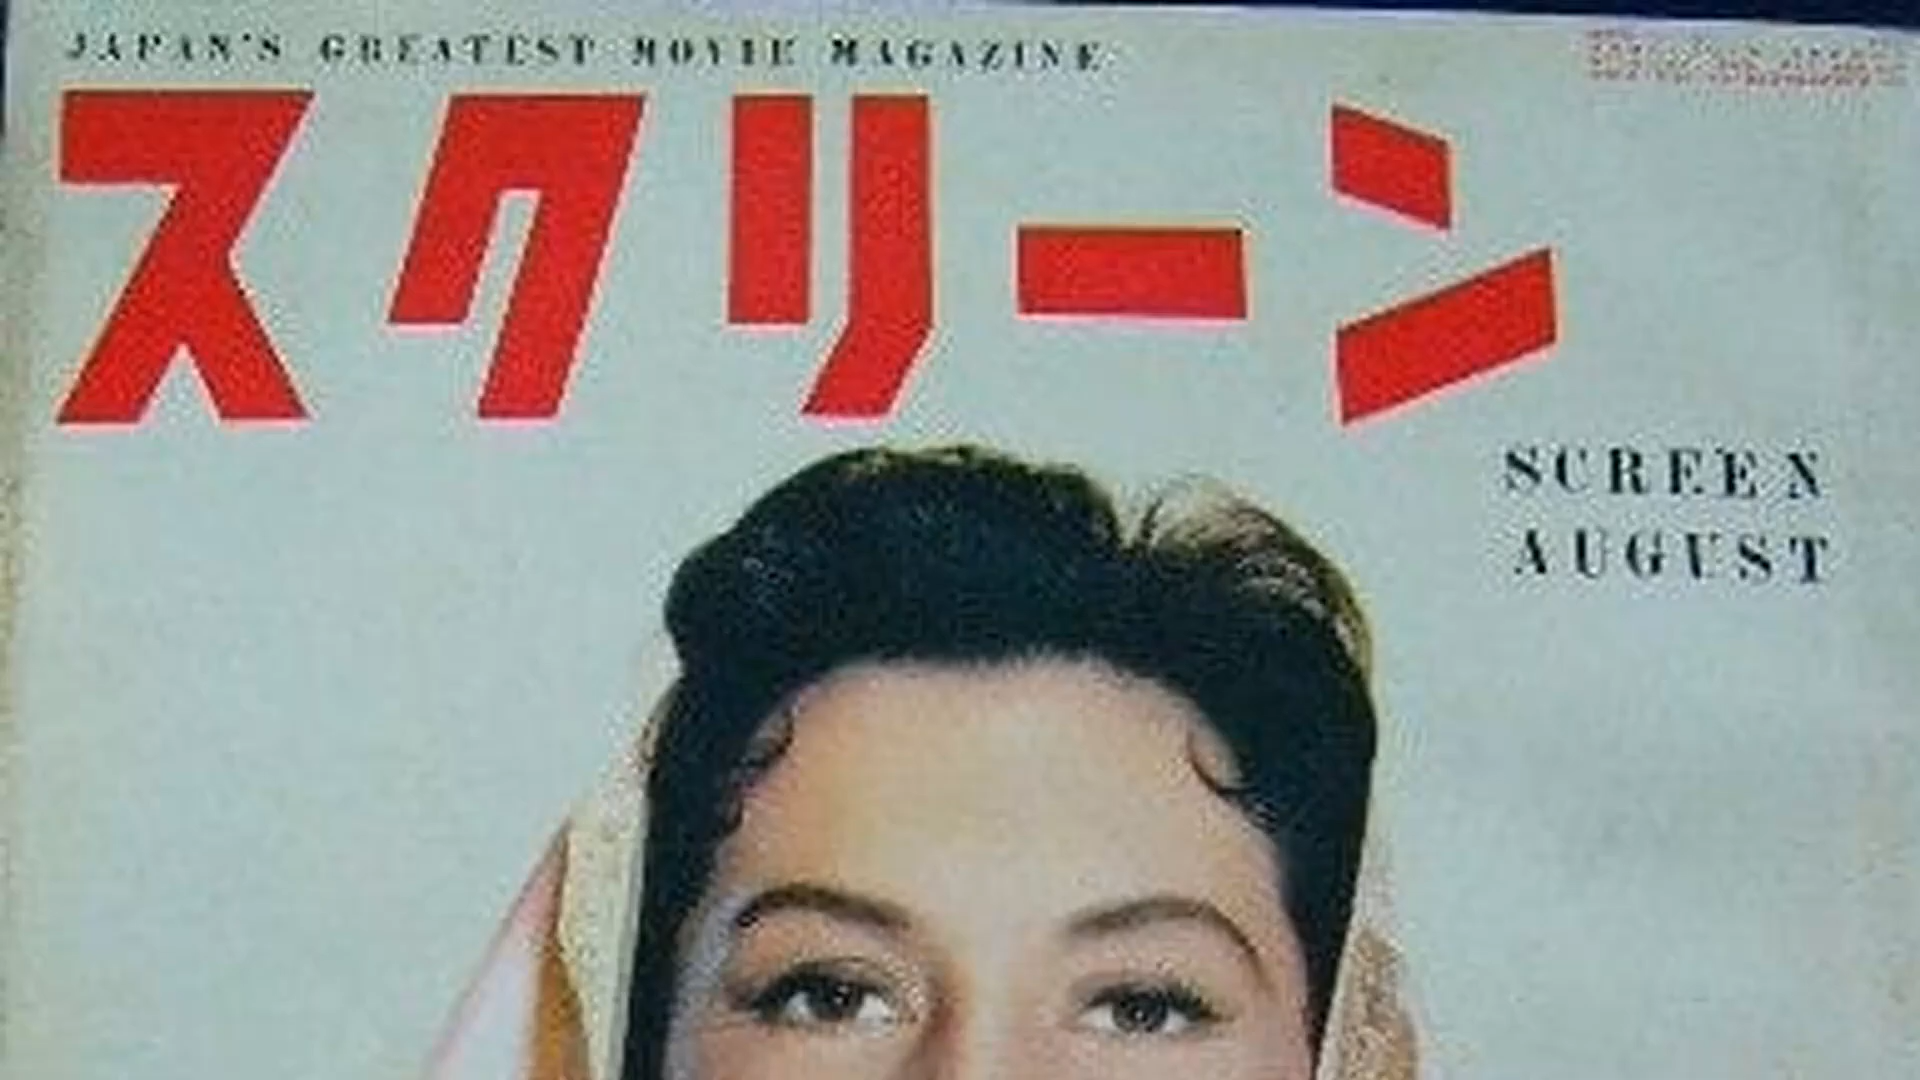 JAPAN'S GREATEST MOVIE MAGAZINE
スクリーン
SCREEN
AUGUST